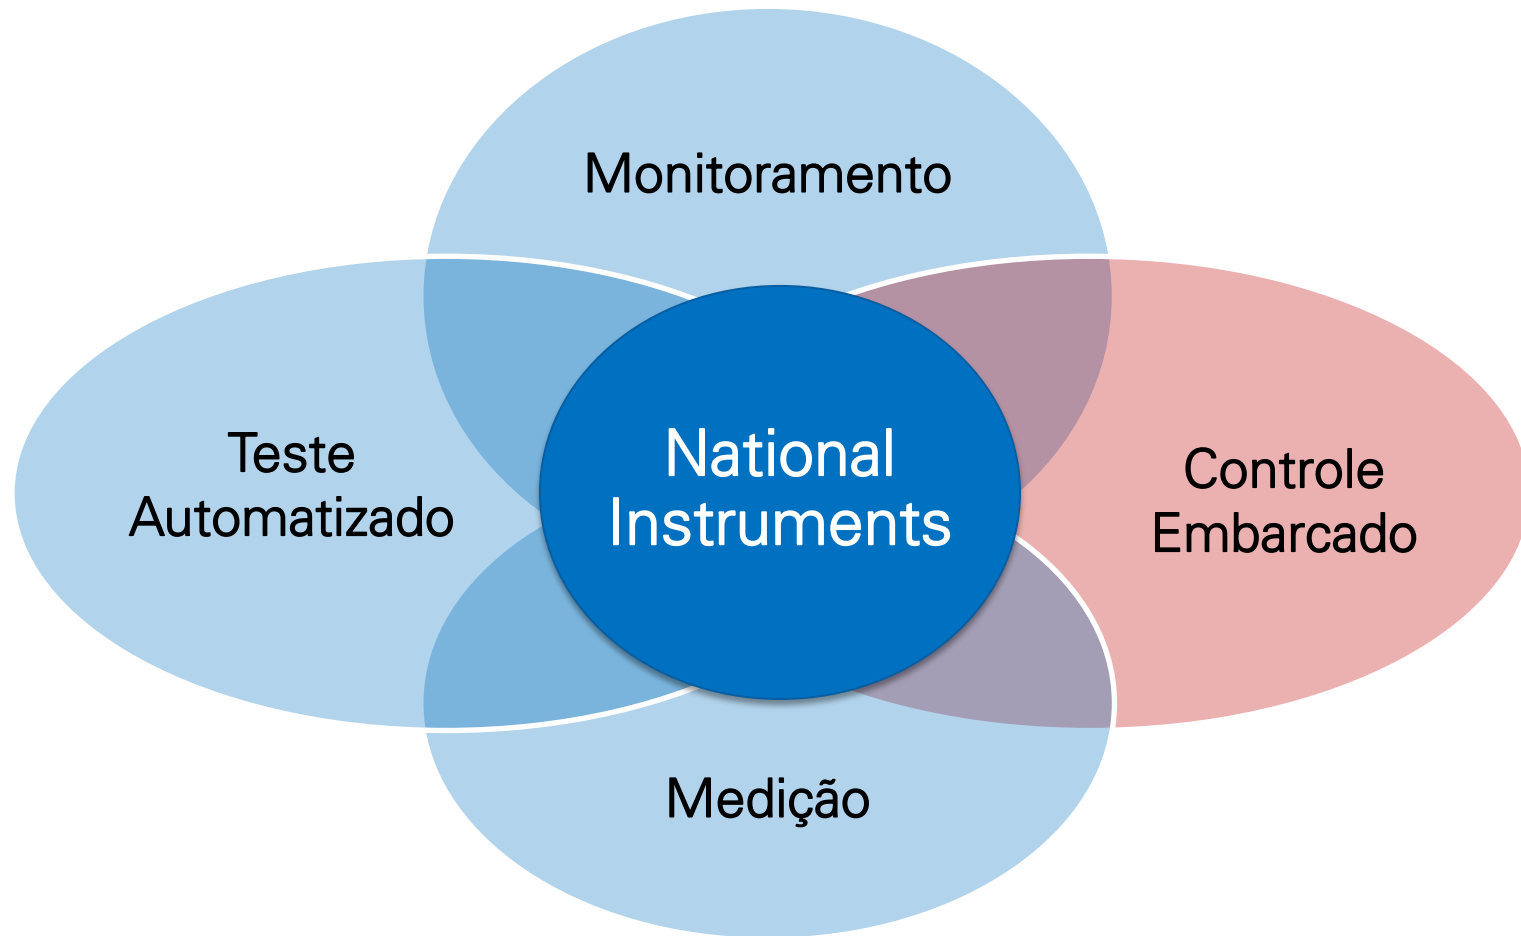 Monitoramento
Teste
Automatizado
National
Instruments
Controle
Embarcado
Medição